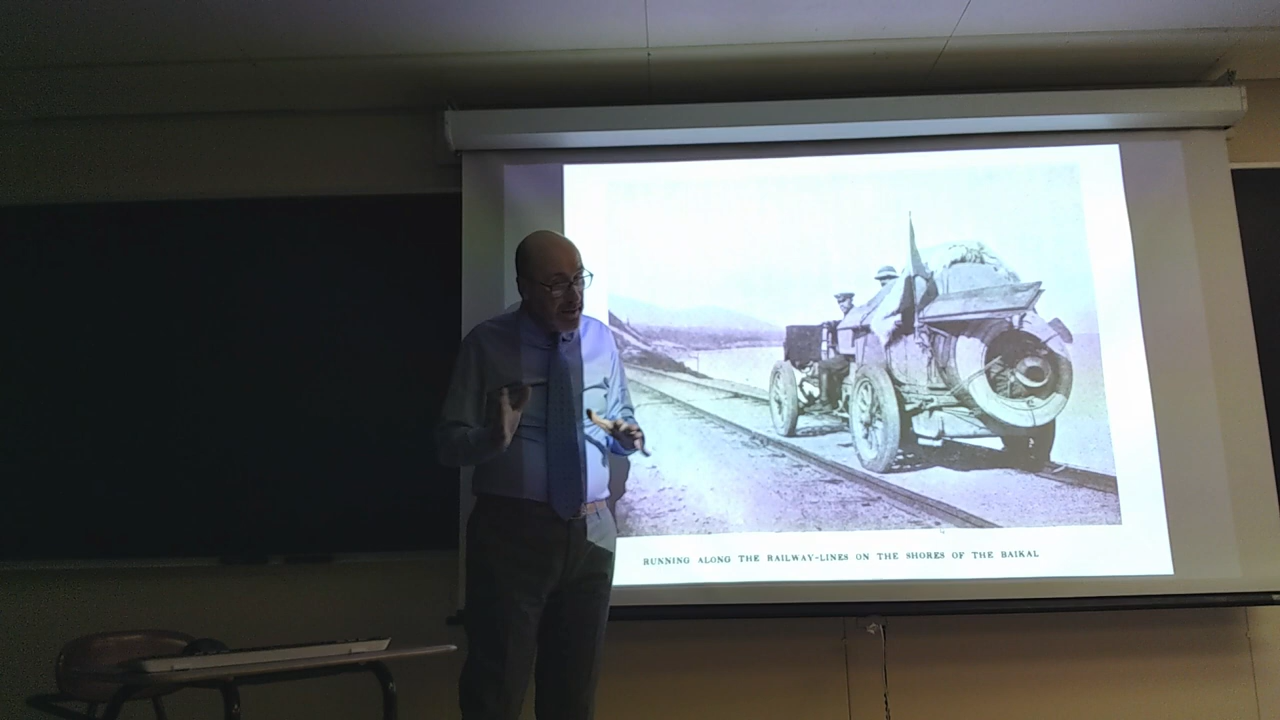 RUNNING ALONG THE RAILWAY-LINES ON THE SHORES OF THE BAIKAL